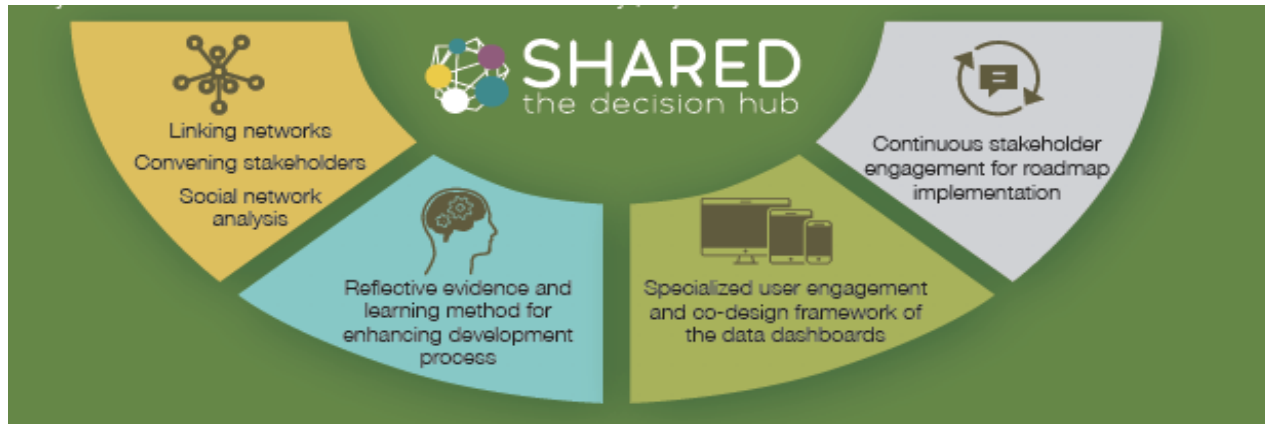 SHARED
the decision hub
Linking networks
Convening stakeholders
Social network
analysis
Reflective evidence and
learning method for
enhancing development
process
Specialized user engagement
and co-design framework of
the data dashboards
Continuous stakeholder
engagement for roadmap
implementation